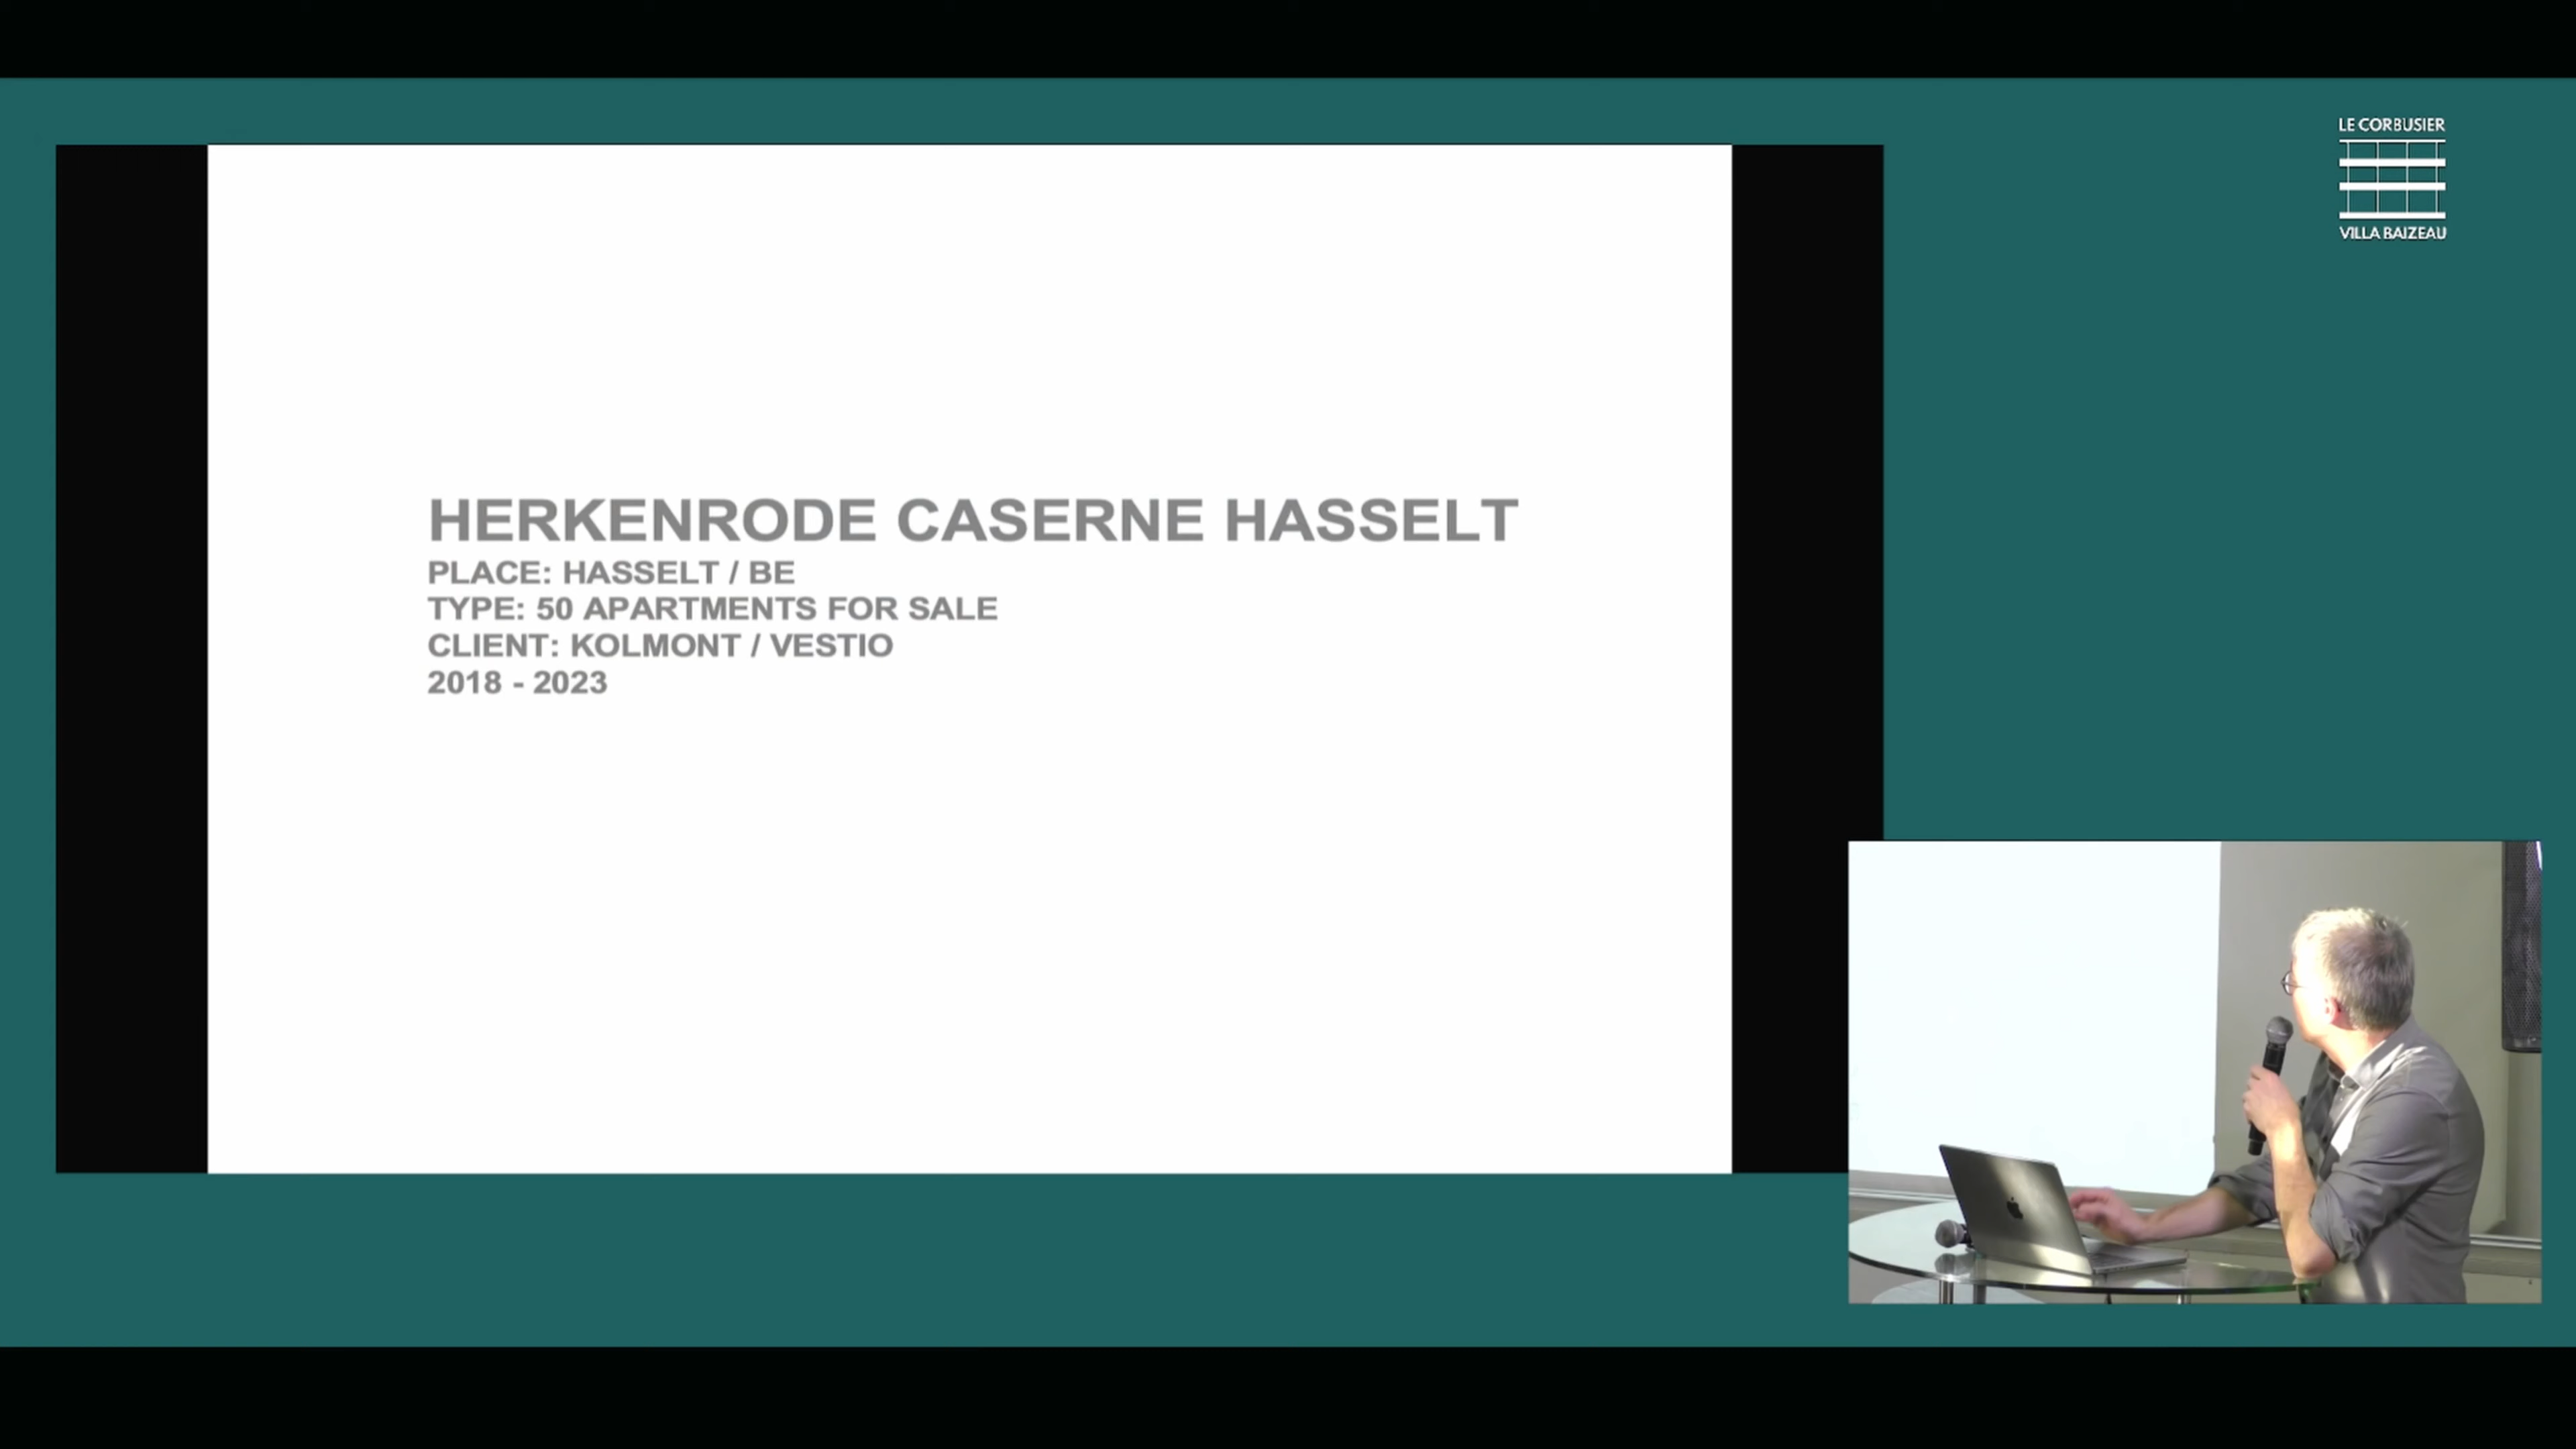 HERKENRODE CASERNE HASSELT
PLACE: HASSELT / BE
TYPE: 50 APARTMENTS FOR SALE
CLIENT: KOLMONT / VESTIO
2018 - 2023
LE CORBUSIER
VILLA BAIZEAU